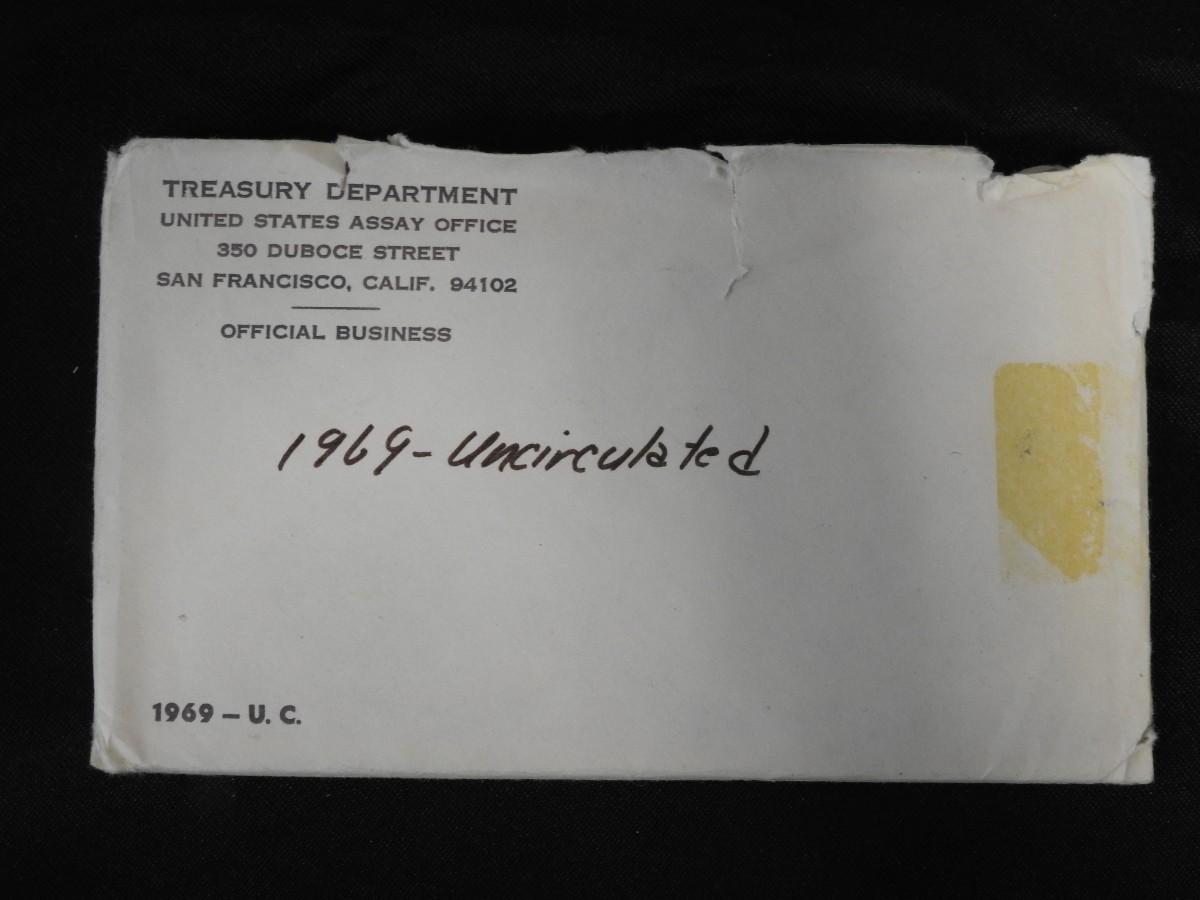 TREASURY DEPARTMENT
UNITED STATES ASSAY OFFICE
350 DUBOCE STREET
SAN FRANCISCO, CALIF. 94102
OFFICIAL BUSINESS
1969 - Uncirculated
1969 – U. C.